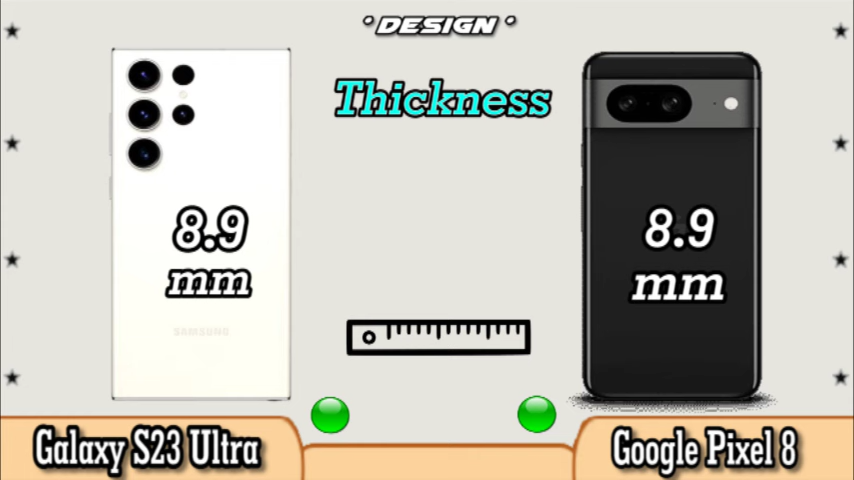 * DESIGN *
Thickness
8.9
mm
SAMSUNG
8.9
mm
Galaxy S23 Ultra
Google Pixel 8